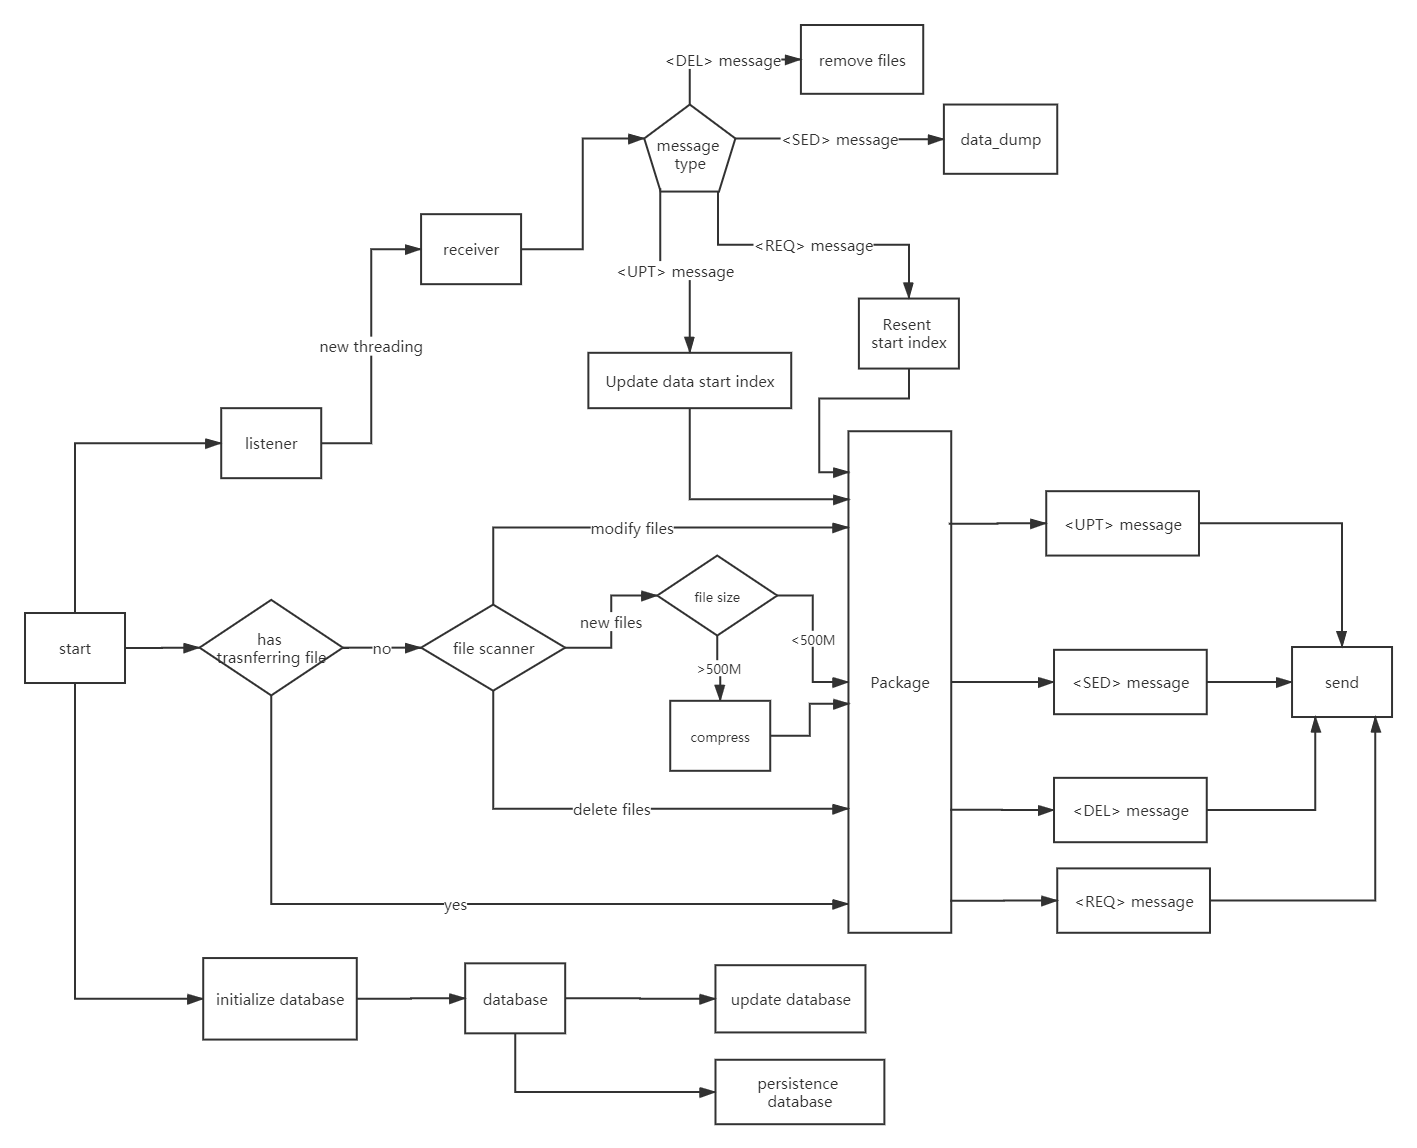 <DEL> message
remove files
message
type
<SED> message
data_dump
receiver
<REQ> message
<UPT> message
Resent
start index
new threading
Update data start index
listener
modify files
<UPT> message
file size
new files
<500M
start
has
trasnferring file
no
file scanner
>500M
Package
<SED> message
send
compress
delete files
<DEL> message
yes
<REQ> message
initialize database
database
update database
persistence
database